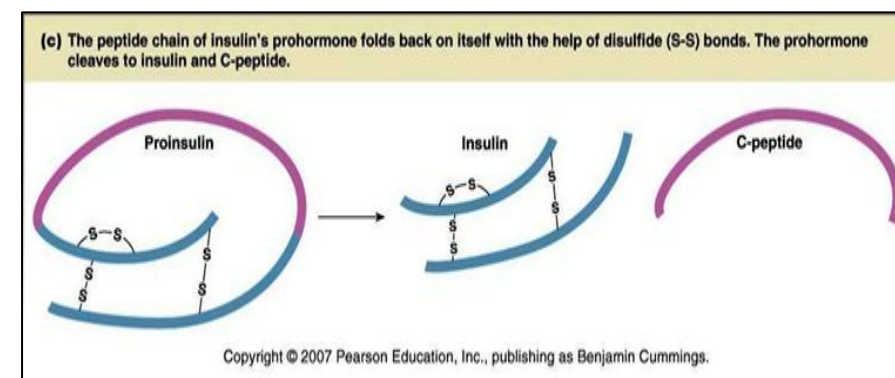 (c) The peptide chain of insulin's prohormone folds back on itself with the help of disulfide (S-S) bonds. The prohormone
cleaves to insulin and C-peptide.
Proinsulin
Insulin
C-peptide
S–S
S
S
S
S
S–S
S
S
S
S
Copyright © 2007 Pearson Education, Inc., publishing as Benjamin Cummings.